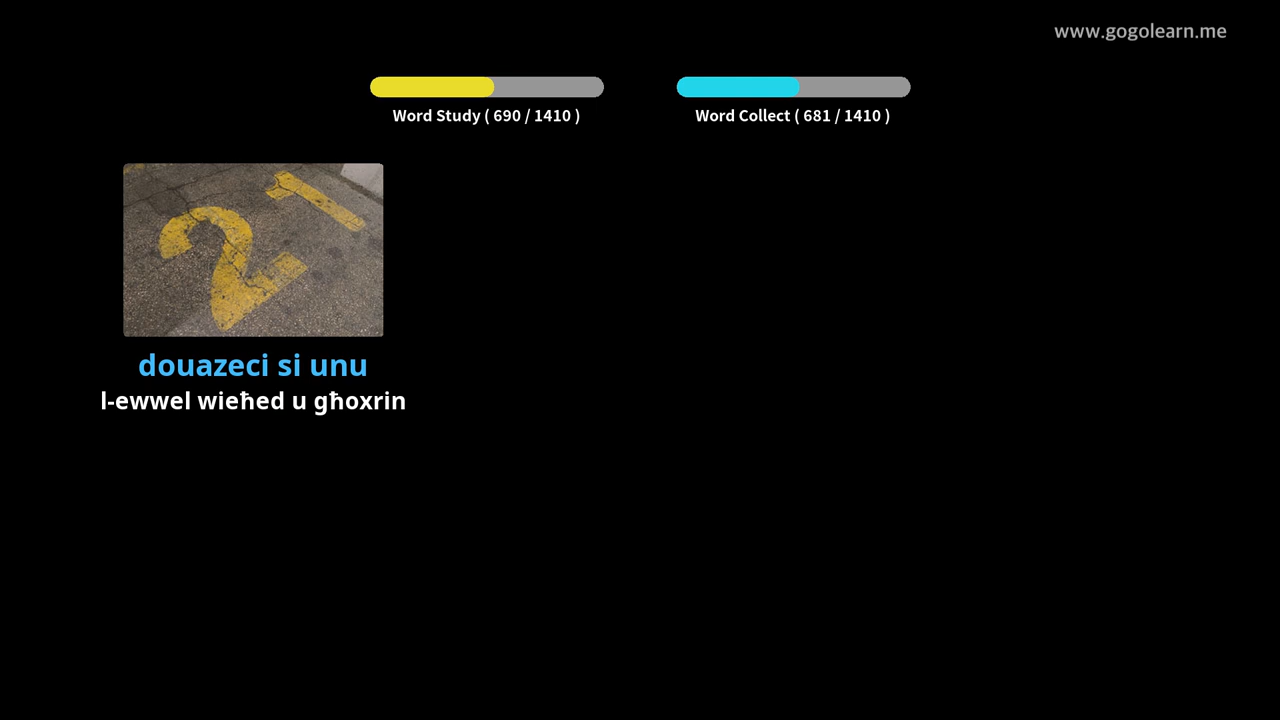 www.gogolearn.me
Word Study ( 690 / 1410 )
Word Collect ( 681 / 1410 )
21
douazeci si unu
l-ewwel wieħed u għoxrin